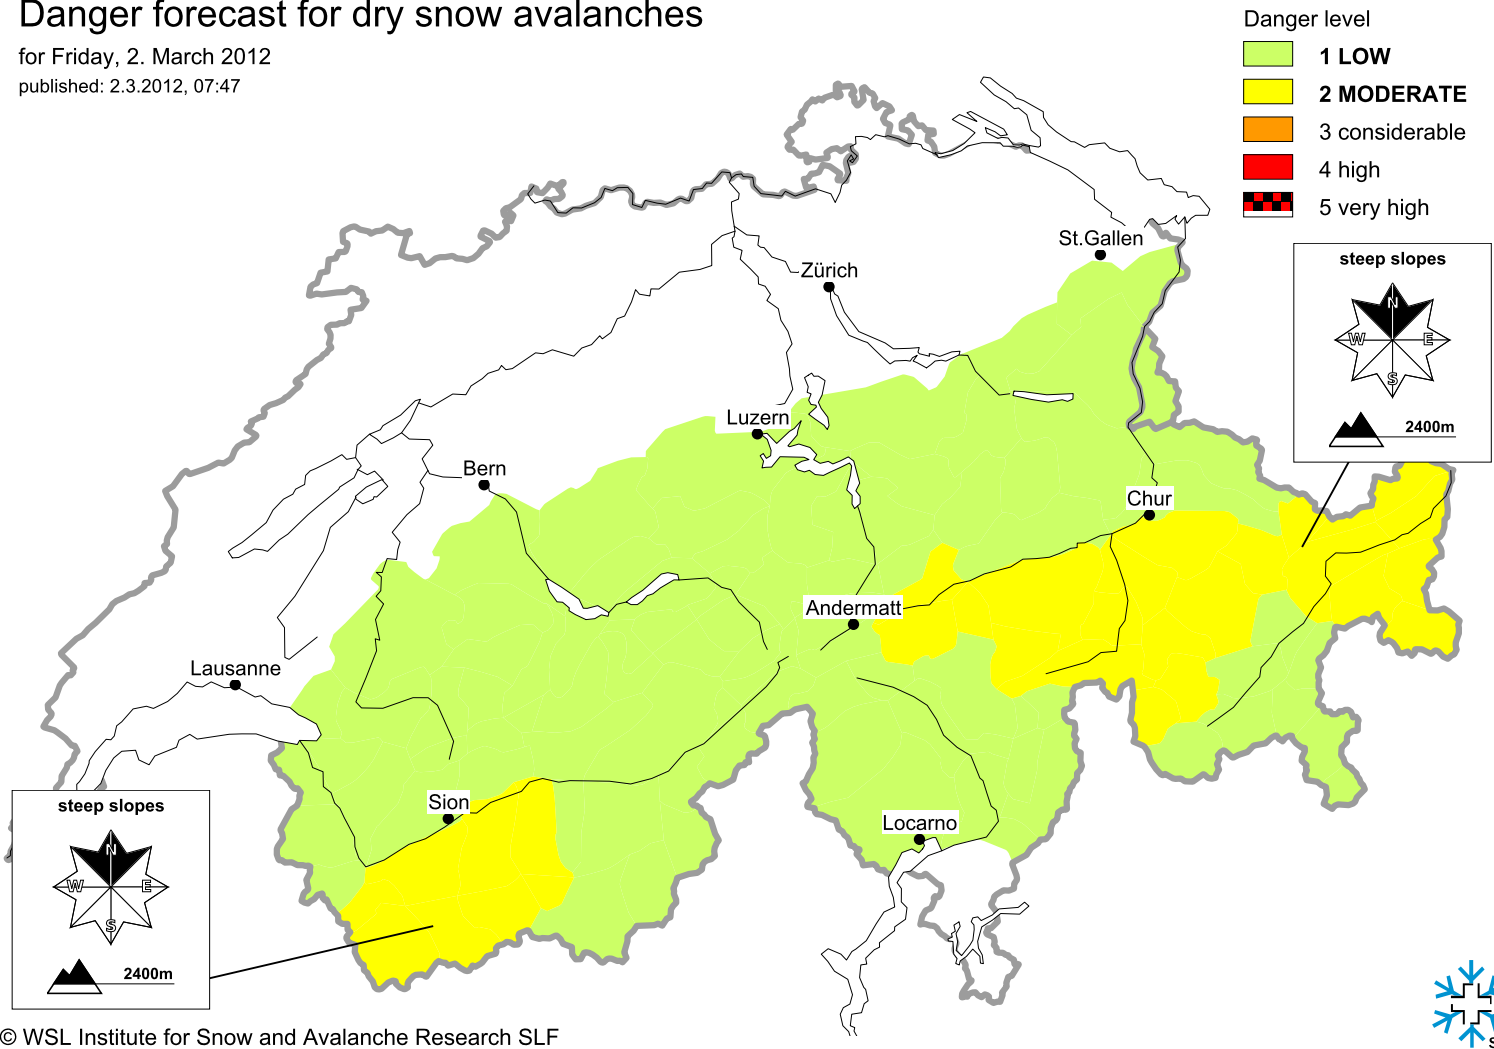 Danger forecast for dry snow avalanches
for Friday, 2. March 2012
published: 2.3.2012, 07:47
Danger level
1 LOW
2 MODERATE
3 considerable
4 high
5 very high
steep slopes
N
W E
S
2400m
St.Gallen
Zürich
Luzern
Bern
Chur
Andermatt
Lausanne
Sion
Locarno
steep slopes
N
W E
S
2400m
© WSL Institute for Snow and Avalanche Research SLF